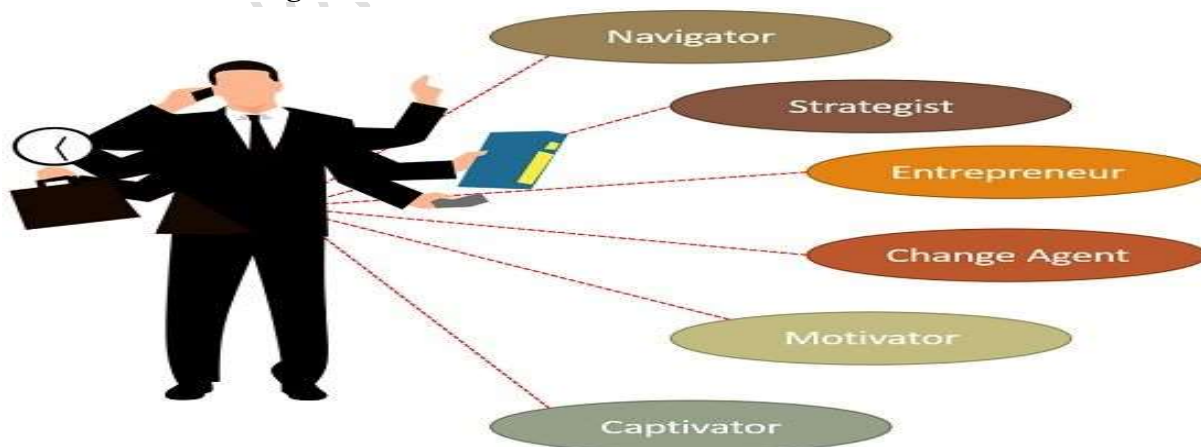 Navigator
Strategist
Entrepreneur
Change Agent
Motivator
Captivator